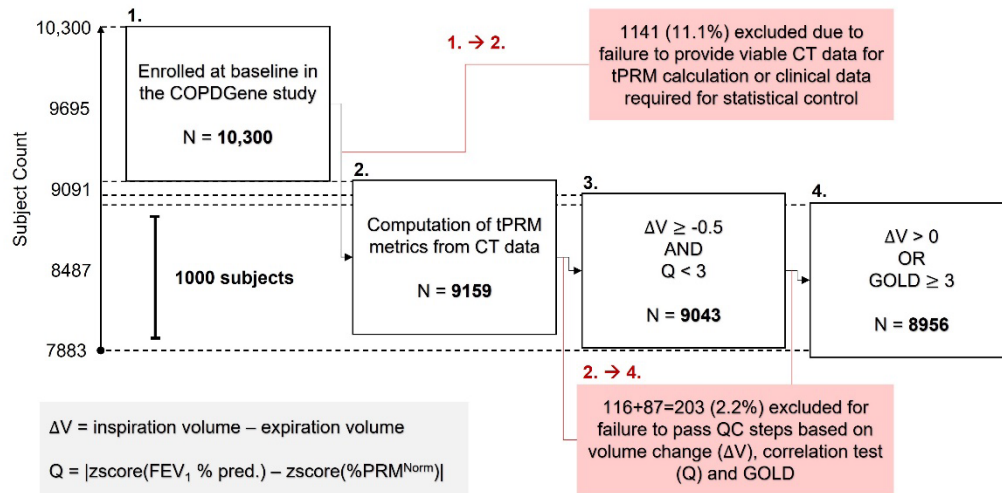 Subject Count
10,300
9695
9091
8487
7883
1000 subjects
1.
Enrolled at baseline in
the COPDGene study
N = 10,300
1. → 2.
1141 (11.1%) excluded due to
failure to provide viable CT data for
tPRM calculation or clinical data
required for statistical control
2.
Computation of tPRM
metrics from CT data
N = 9159
3.
ΔV ≥ -0.5
AND
Q < 3
N = 9043
4.
ΔV > 0
OR
GOLD ≥ 3
N = 8956
2. → 4.
116+87=203 (2.2%) excluded for
failure to pass QC steps based on
volume change (ΔV), correlation test
(Q) and GOLD
ΔV = inspiration volume – expiration volume
Q = |zscore(FEV₁ % pred.) – zscore(%PRMᴺᵒʳᵐ)|